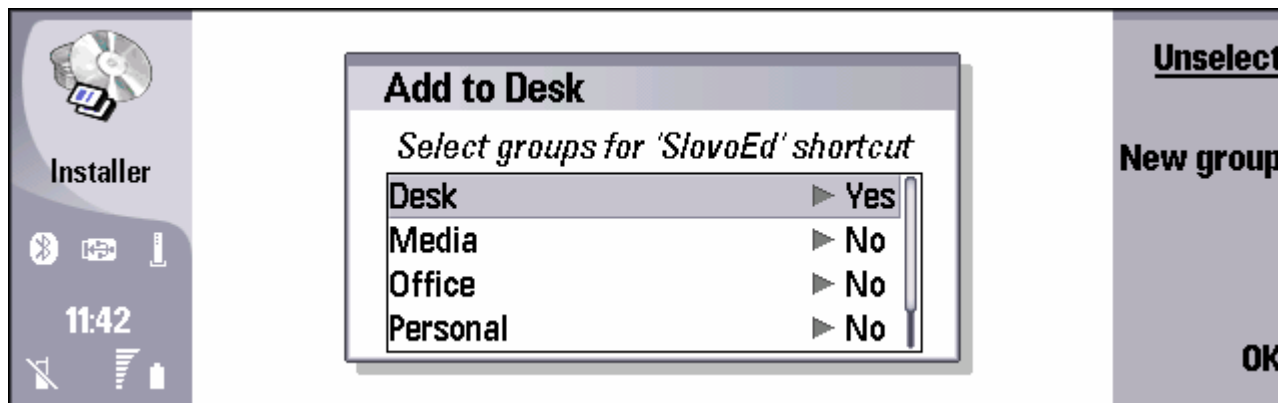 Installer
11:42
Add to Desk
Select groups for 'SlovoEd' shortcut
Desk Yes
Media No
Office No
Personal No
Unselect
New group
OK